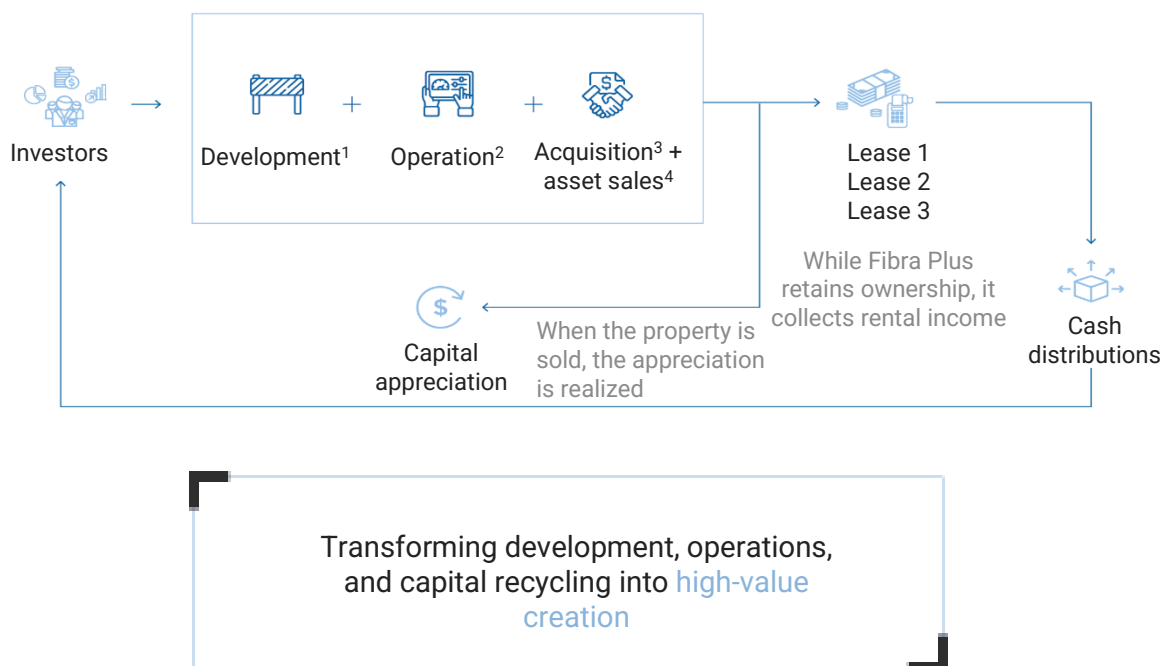 Investors
Development¹
Operation²
Acquisition³ +
asset sales⁴
Lease 1
Lease 2
Lease 3
While Fibra Plus
retains ownership, it
collects rental income
Cash
distributions
Capital
appreciation
When the property is
sold, the appreciation
is realized
Transforming development, operations,
and capital recycling into high-value
creation